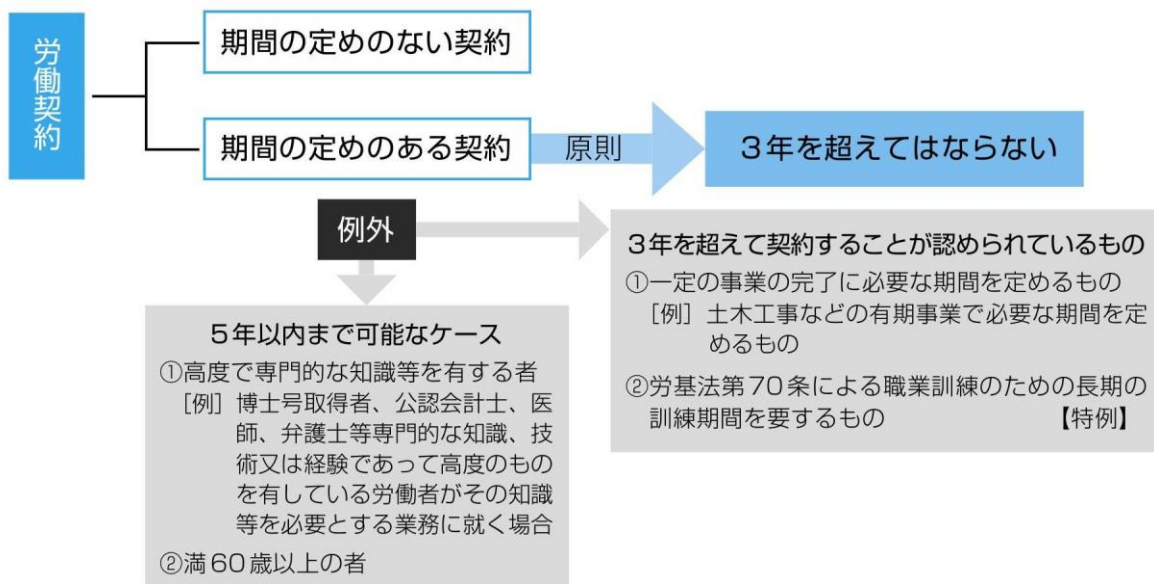 労働契約
期間の定めのない契約
期間の定めのある契約
原則
3年を超えてはならない
例外
3年を超えて契約することが認められているもの
①一定の事業の完了に必要な期間を定めるもの
［例］土木工事などの有期事業で必要な期間を定
めるもの
②労基法第70条による職業訓練のための長期の
訓練期間を要するもの 【特例】
5年以内まで可能なケース
①高度で専門的な知識等を有する者
［例］博士号取得者、公認会計士、医
師、弁護士等専門的な知識、技
術又は経験であって高度のもの
を有している労働者がその知識
等を必要とする業務に就く場合
②満60歳以上の者